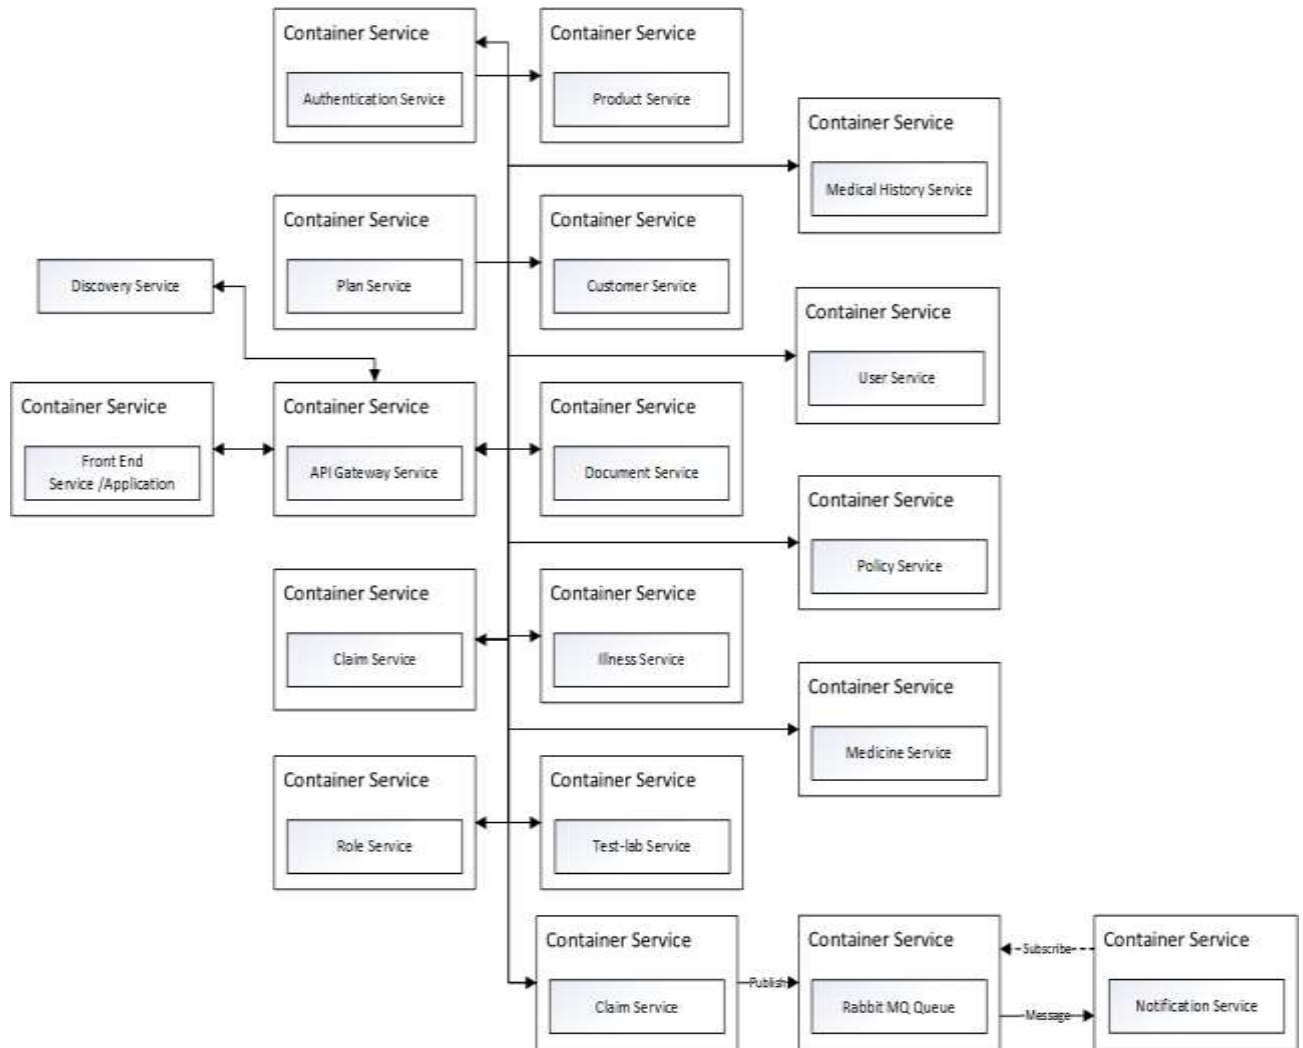 Container Service
Authentication Service
Container Service
Product Service
Container Service
Medical History Service
Container Service
Plan Service
Container Service
Customer Service
Discovery Service
Container Service
User Service
Container Service
Front End
Service /Application
Container Service
API Gateway Service
Container Service
Document Service
Container Service
Policy Service
Container Service
Claim Service
Container Service
Illness Service
Container Service
Medicine Service
Container Service
Role Service
Container Service
Test-lab Service
Container Service
Claim Service
Publish
Container Service
Rabbit MQ Queue
Subscribe
Message
Container Service
Notification Service